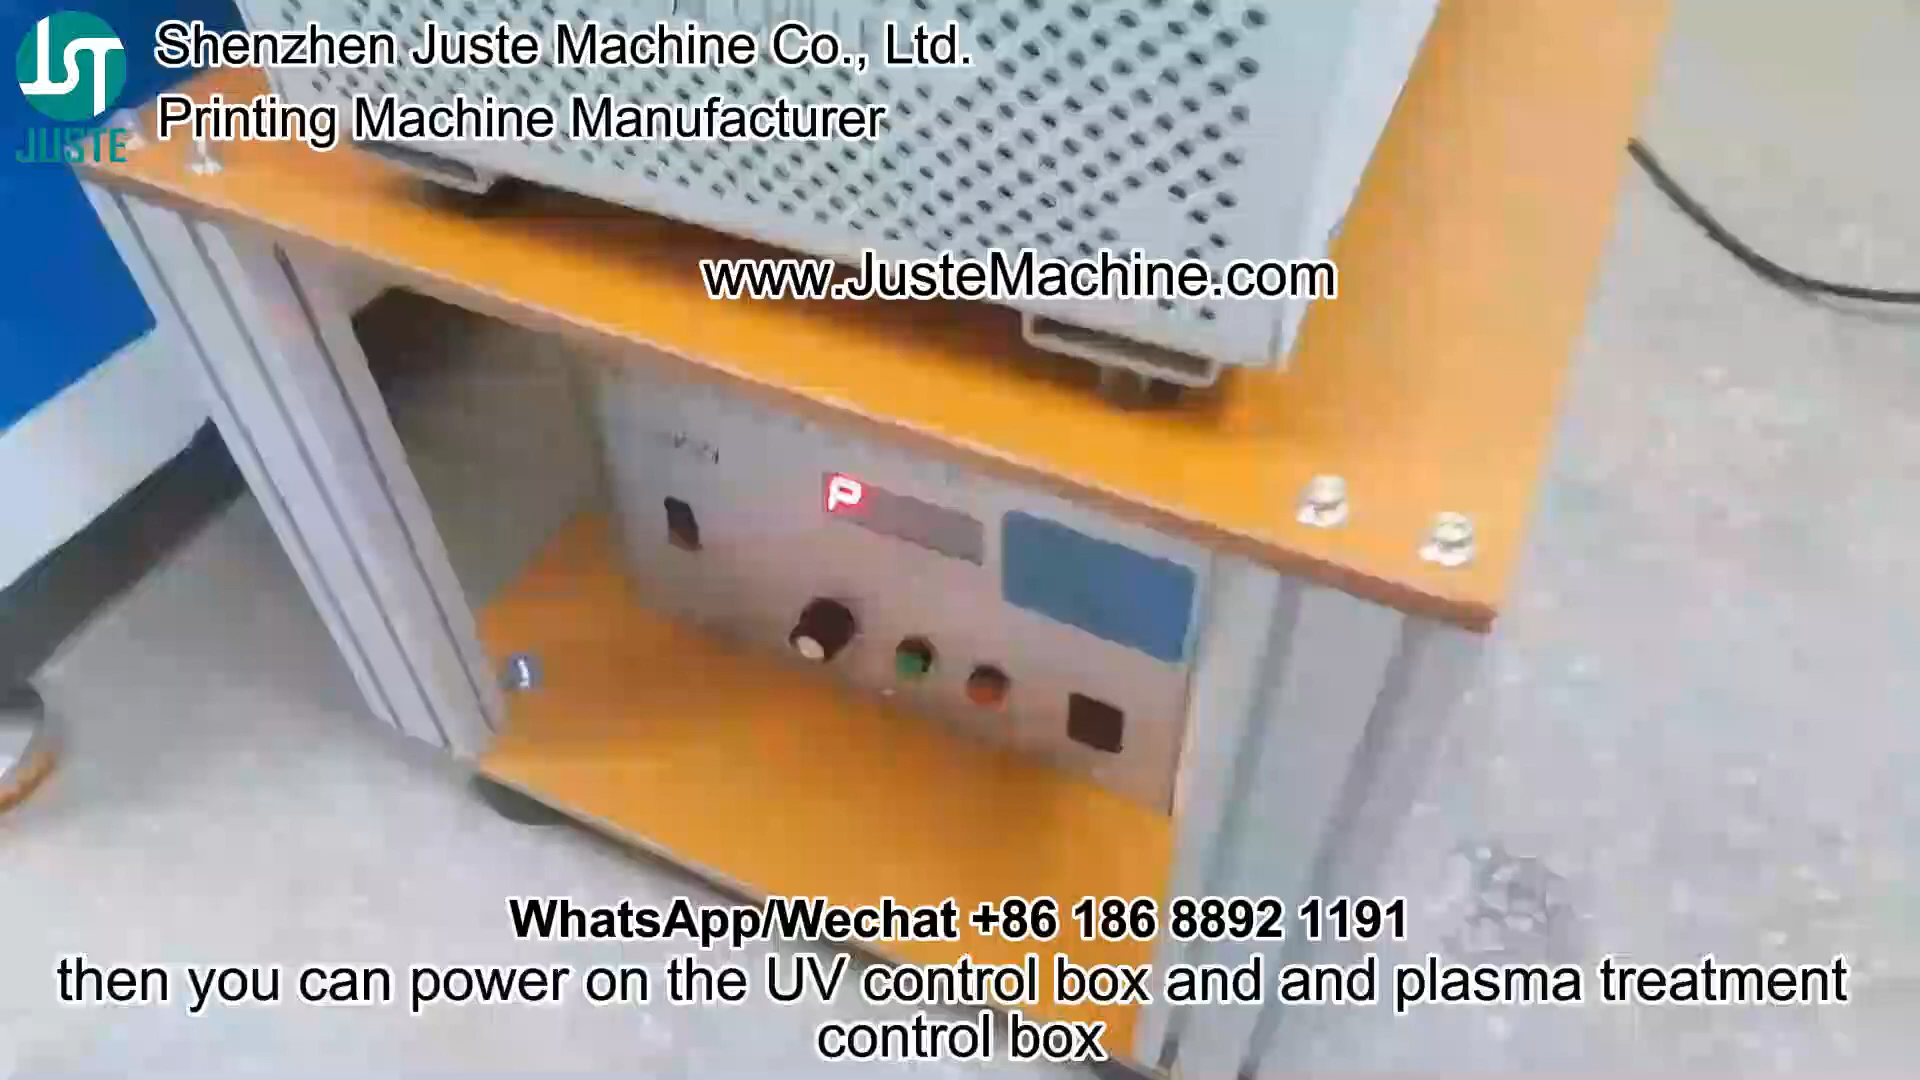 JST
JUSTE
Shenzhen Juste Machine Co., Ltd.
Printing Machine Manufacturer
www.JusteMachine.com
P
WhatsApp/Wechat +86 186 8892 1191
then you can power on the UV control box and and plasma treatment
control box